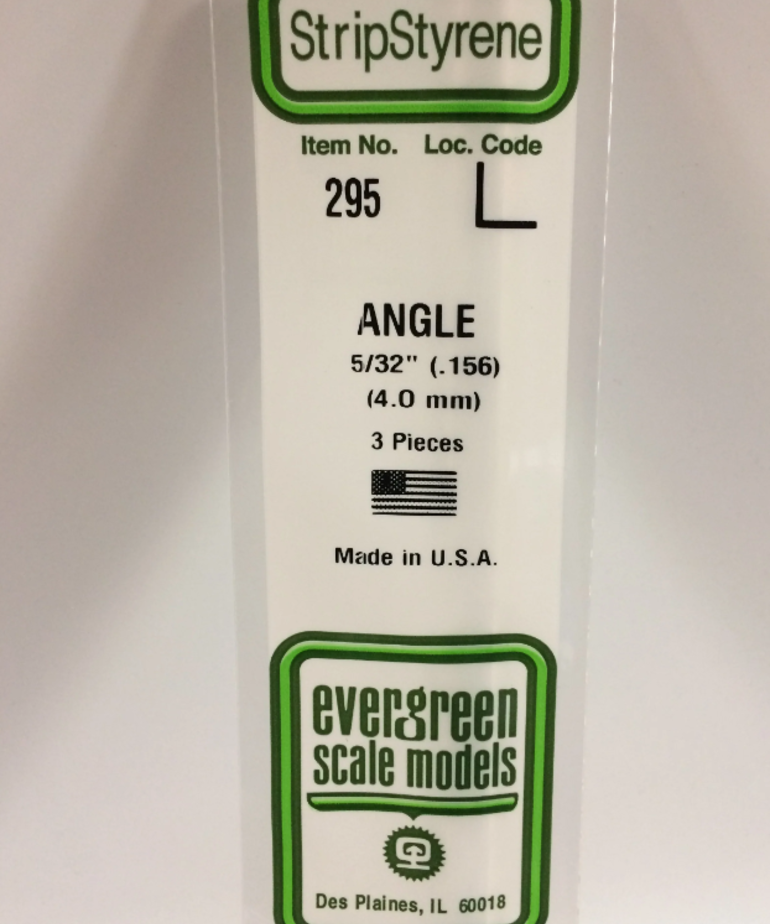 StripStyrene
Item No. Loc. Code
295 L
ANGLE
5/32" (.156)
(4.0 mm)
3 Pieces
Made in U.S.A.
evergreen
scale models
Des Plaines, IL 60018